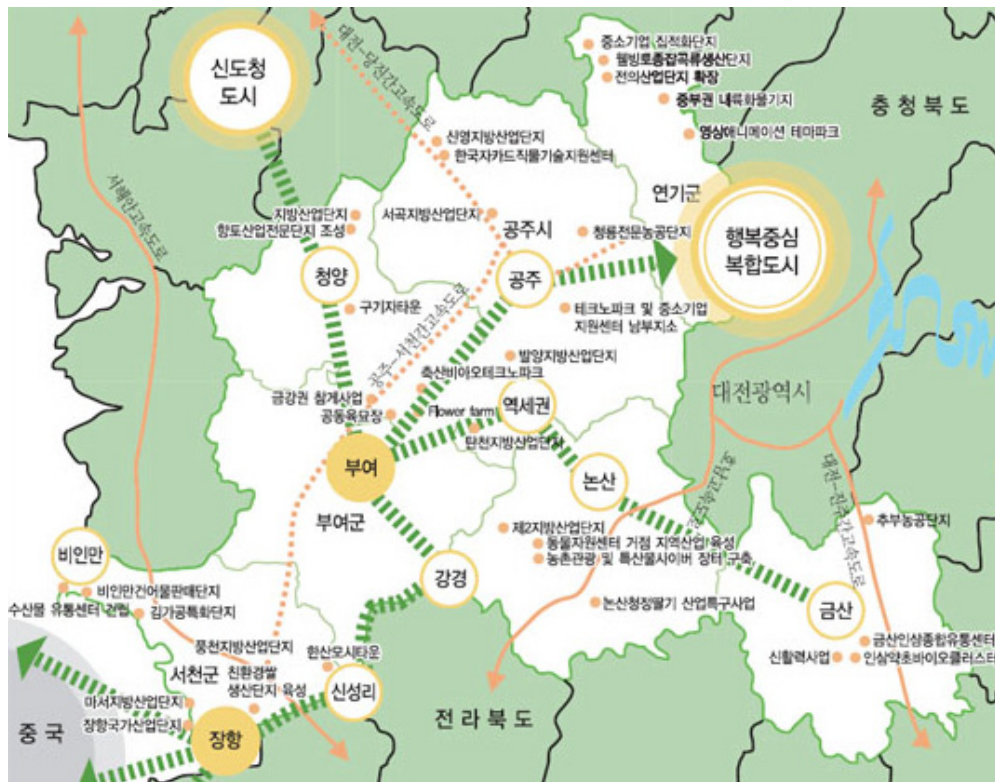 신도청
도시
대전-당진간고속도로
중소기업 집적화단지
웰빙토종잡곡류생산단지
전의산업단지 확장
중부권 내륙화물기지
영상애니메이션 테마파크
충청북도
신영지방산업단지
한국자카드직물기술지원센터
연기군
서해안고속도로
지방산업단지
향토산업전문단지 조성
서곡지방산업단지
공주시
청룡전문농공단지
행복중심
복합도시
청양
공주
구기자타운
테크노파크 및 중소기업
지원센터 남부지소
공주-서천간고속도로
발양지방산업단지
축산바이오테크노파크
금강권 참게사업
공동육묘장
Flower farm
역세권
탄천지방산업단지
대전광역시
부여
논산
부여군
호남고속도로
대전-진주간고속도로
제2지방산업단지
동물자원센터 거점 지역산업 육성
농촌관광 및 특산물사이버 장터 구축
추부농공단지
비인만
강경
비인만건어물판매단지
수산물 유통센터 건립
김가공특화단지
논산청정딸기 산업특구사업
금산
풍천지방산업단지
한산모시타운
금산인삼종합유통센터
신활력사업
인삼약초바이오클러스터
서천군
친환경쌀
생산단지 육성
신성리
마서지방산업단지
장항국가산업단지
중국
장항
전라북도